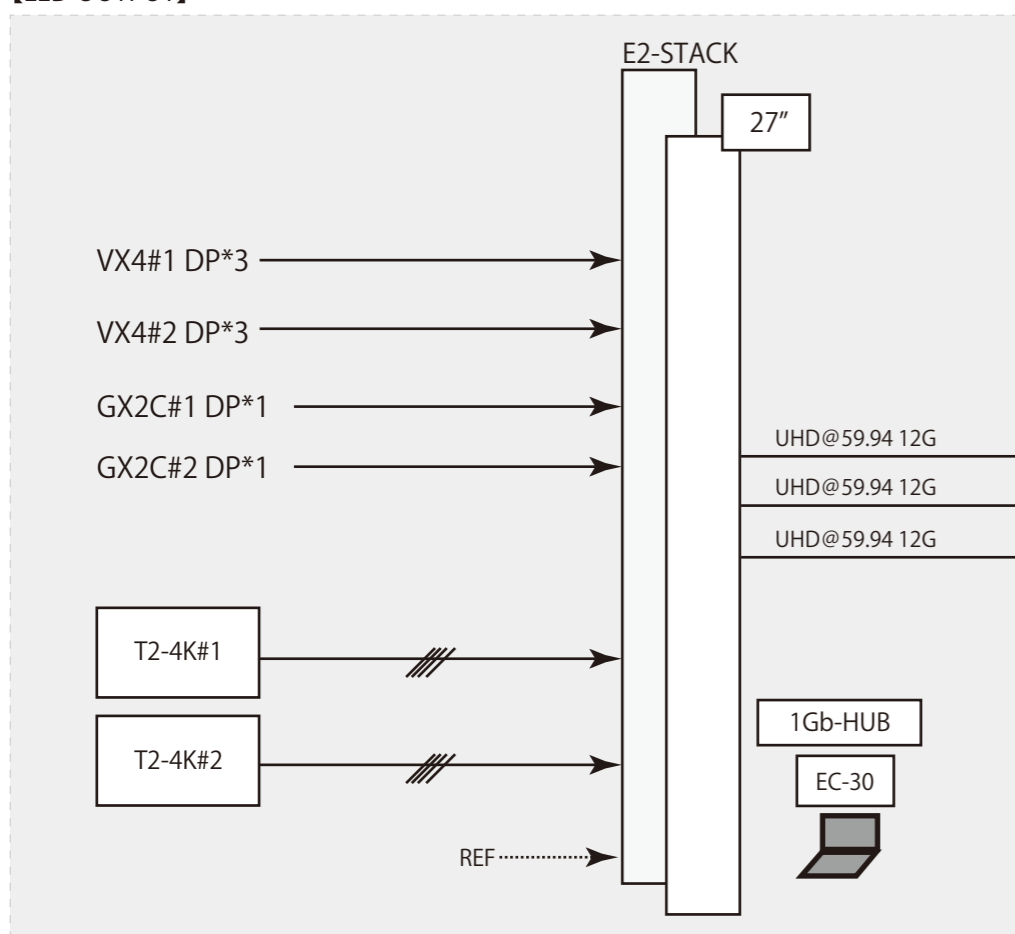 E2-STACK
27"
VX4#1 DP*3
VX4#2 DP*3
GX2C#1 DP*1
GX2C#2 DP*1
UHD@59.94 12G
UHD@59.94 12G
UHD@59.94 12G
T2-4K#1
T2-4K#2
1Gb-HUB
EC-30
REF